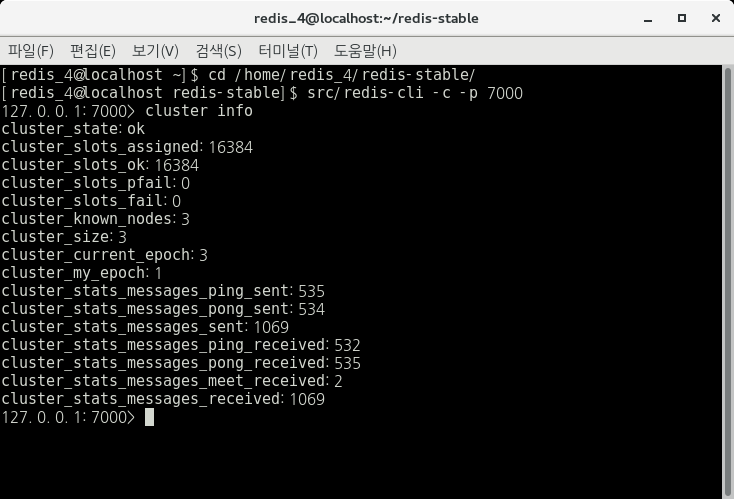 redis_4@localhost:~/redis-stable
파일(F) 편집(E) 보기(V) 검색(S) 터미널(T) 도움말(H)
[redis_4@localhost ~]$ cd /home/redis_4/redis-stable/
[redis_4@localhost redis-stable]$ src/redis-cli -c -p 7000
127.0.0.1:7000> cluster info
cluster_state:ok
cluster_slots_assigned:16384
cluster_slots_ok:16384
cluster_slots_pfail:0
cluster_slots_fail:0
cluster_known_nodes:3
cluster_size:3
cluster_current_epoch:3
cluster_my_epoch:1
cluster_stats_messages_ping_sent:535
cluster_stats_messages_pong_sent:534
cluster_stats_messages_sent:1069
cluster_stats_messages_ping_received:532
cluster_stats_messages_pong_received:535
cluster_stats_messages_meet_received:2
cluster_stats_messages_received:1069
127.0.0.1:7000>